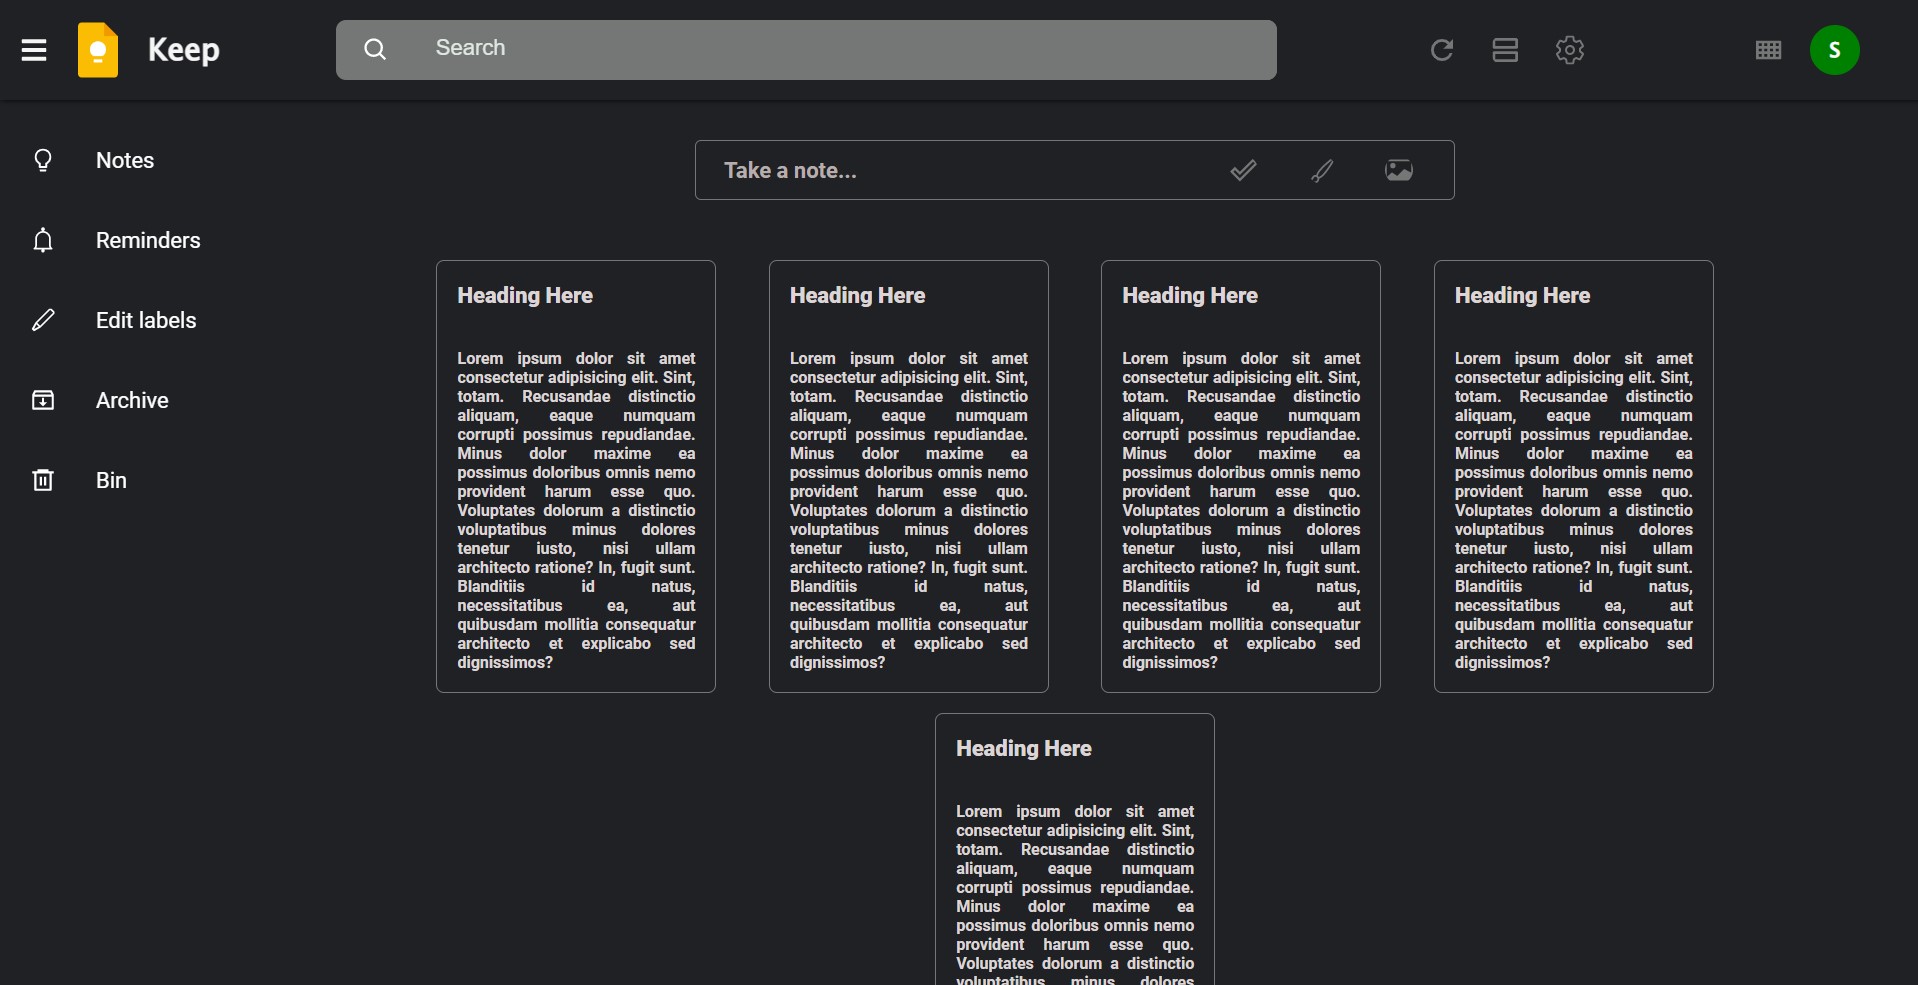 Keep
Search
S
Notes
Reminders
Edit labels
Archive
Bin
Take a note...
Heading Here
Lorem ipsum dolor sit amet
consectetur adipisicing elit. Sint,
totam. Recusandae distinctio
aliquam, eaque numquam
corrupti possimus repudiandae.
Minus dolor maxime ea
possimus doloribus omnis nemo
provident harum esse quo.
Voluptates dolorum a distinctio
voluptatibus minus dolores
tenetur iusto, nisi ullam
architecto ratione? In, fugit sunt.
Blanditiis id natus,
necessitatibus ea, aut
quibusdam mollitia consequatur
architecto et explicabo sed
dignissimos?
Heading Here
Lorem ipsum dolor sit amet
consectetur adipisicing elit. Sint,
totam. Recusandae distinctio
aliquam, eaque numquam
corrupti possimus repudiandae.
Minus dolor maxime ea
possimus doloribus omnis nemo
provident harum esse quo.
Voluptates dolorum a distinctio
voluptatibus minus dolores
tenetur iusto, nisi ullam
architecto ratione? In, fugit sunt.
Blanditiis id natus,
necessitatibus ea, aut
quibusdam mollitia consequatur
architecto et explicabo sed
dignissimos?
Heading Here
Lorem ipsum dolor sit amet
consectetur adipisicing elit. Sint,
totam. Recusandae distinctio
aliquam, eaque numquam
corrupti possimus repudiandae.
Minus dolor maxime ea
possimus doloribus omnis nemo
provident harum esse quo.
Voluptates dolorum a distinctio
voluptatibus minus dolores
tenetur iusto, nisi ullam
architecto ratione? In, fugit sunt.
Blanditiis id natus,
necessitatibus ea, aut
quibusdam mollitia consequatur
architecto et explicabo sed
dignissimos?
Heading Here
Lorem ipsum dolor sit amet
consectetur adipisicing elit. Sint,
totam. Recusandae distinctio
aliquam, eaque numquam
corrupti possimus repudiandae.
Minus dolor maxime ea
possimus doloribus omnis nemo
provident harum esse quo.
Voluptates dolorum a distinctio
voluptatibus minus dolores
tenetur iusto, nisi ullam
architecto ratione? In, fugit sunt.
Blanditiis id natus,
necessitatibus ea, aut
quibusdam mollitia consequatur
architecto et explicabo sed
dignissimos?
Heading Here
Lorem ipsum dolor sit amet
consectetur adipisicing elit. Sint,
totam. Recusandae distinctio
aliquam, eaque numquam
corrupti possimus repudiandae.
Minus dolor maxime ea
possimus doloribus omnis nemo
provident harum esse quo.
Voluptates dolorum a distinctio
voluptatibus minus dolores